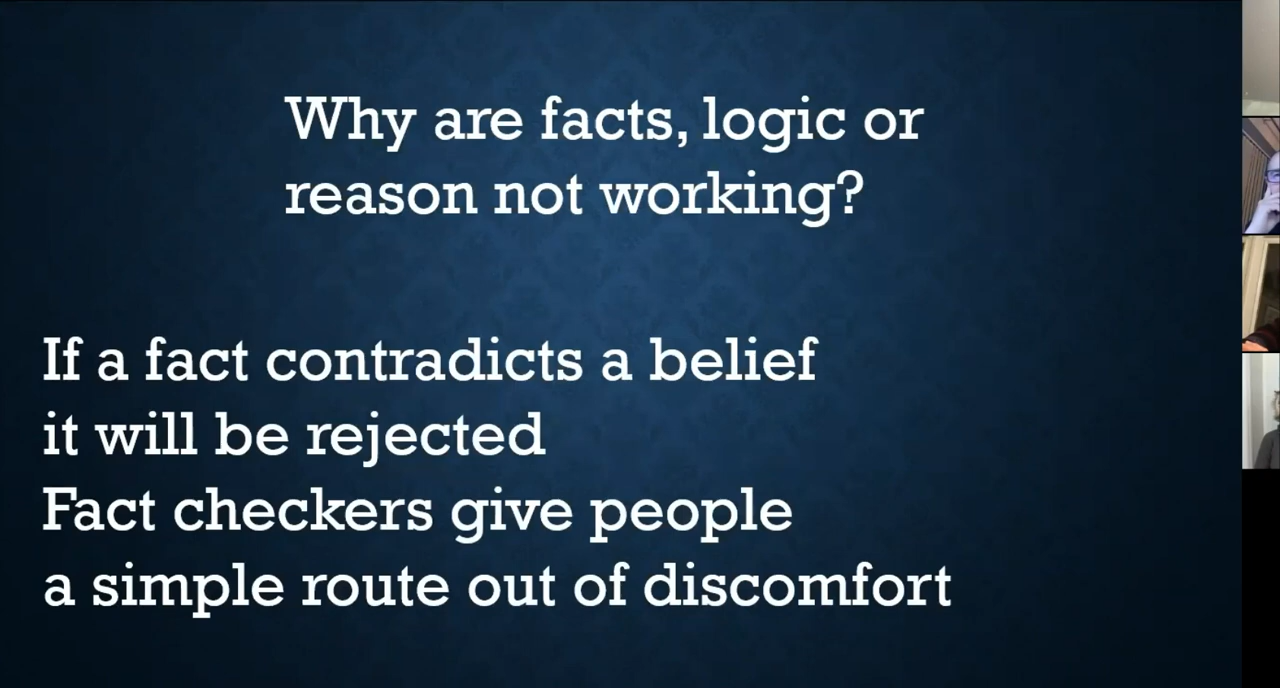 Why are facts, logic or
reason not working?
If a fact contradicts a belief
it will be rejected
Fact checkers give people
a simple route out of discomfort